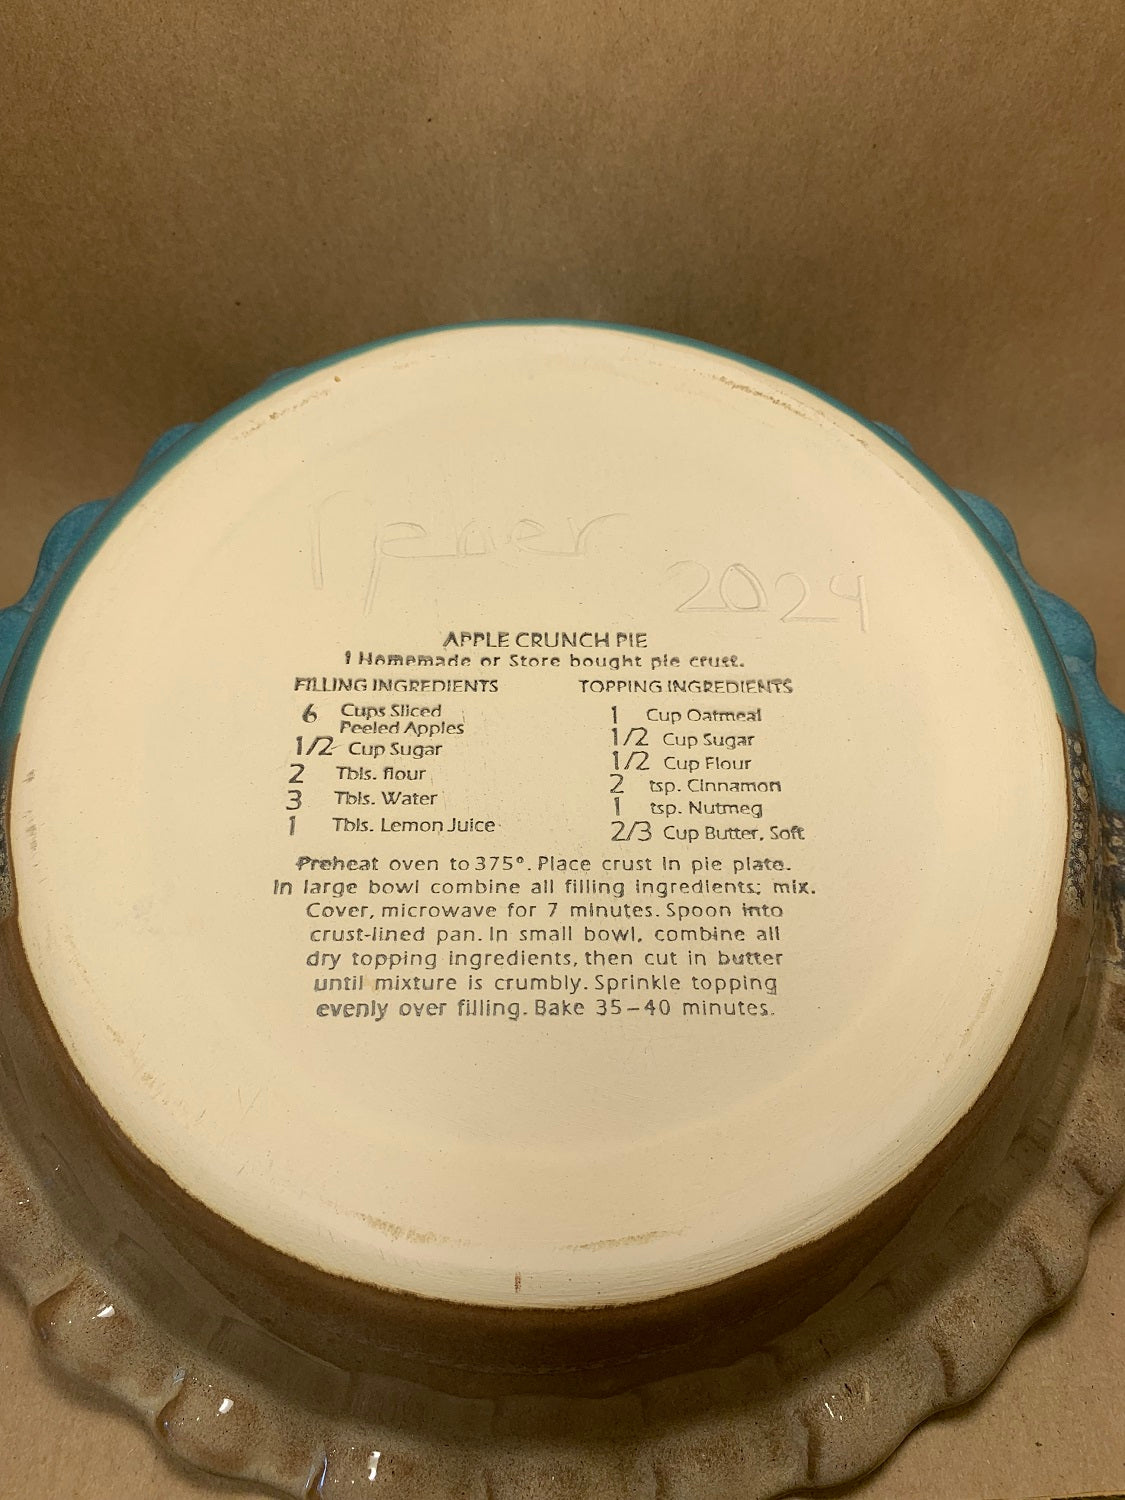 2024
APPLE CRUNCH PIE
1 Homemade or Store bought pie crust.
FILLING INGREDIENTS
6 Cups Sliced
Peeled Apples
1/2 Cup Sugar
2 Tbls. flour
3 Tbls. Water
1 Tbls. Lemon Juice
TOPPING INGREDIENTS
1 Cup Oatmeal
1/2 Cup Sugar
1/2 Cup Flour
2 tsp. Cinnamon
1 tsp. Nutmeg
2/3 Cup Butter, Soft
Preheat oven to 375°. Place crust in pie plate.
In large bowl combine all filling ingredients; mix.
Cover, microwave for 7 minutes. Spoon into
crust-lined pan. In small bowl, combine all
dry topping ingredients, then cut in butter
until mixture is crumbly. Sprinkle topping
evenly over filling. Bake 35-40 minutes.